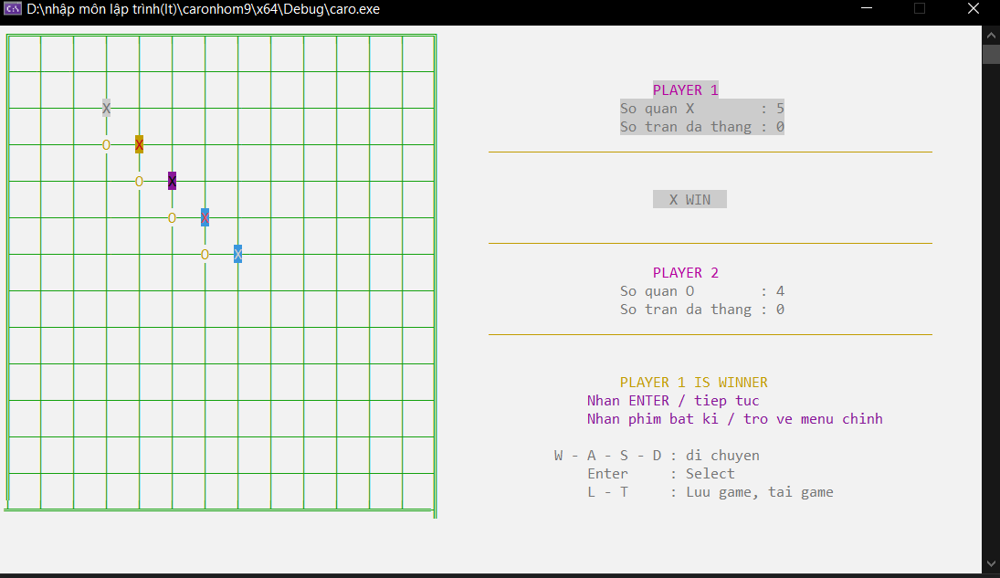 D:\nhập môn lập trình(lt)\caronhom9\x64\Debug\caro.exe
PLAYER 1
So quan X : 5
So tran da thang : 0
X WIN
PLAYER 2
So quan O : 4
So tran da thang : 0
PLAYER 1 IS WINNER
Nhan ENTER / tiep tuc
Nhan phim bat ki / tro ve menu chinh
W - A - S - D : di chuyen
Enter : Select
L - T : Luu game, tai game
X
O X
O X
O X
O X